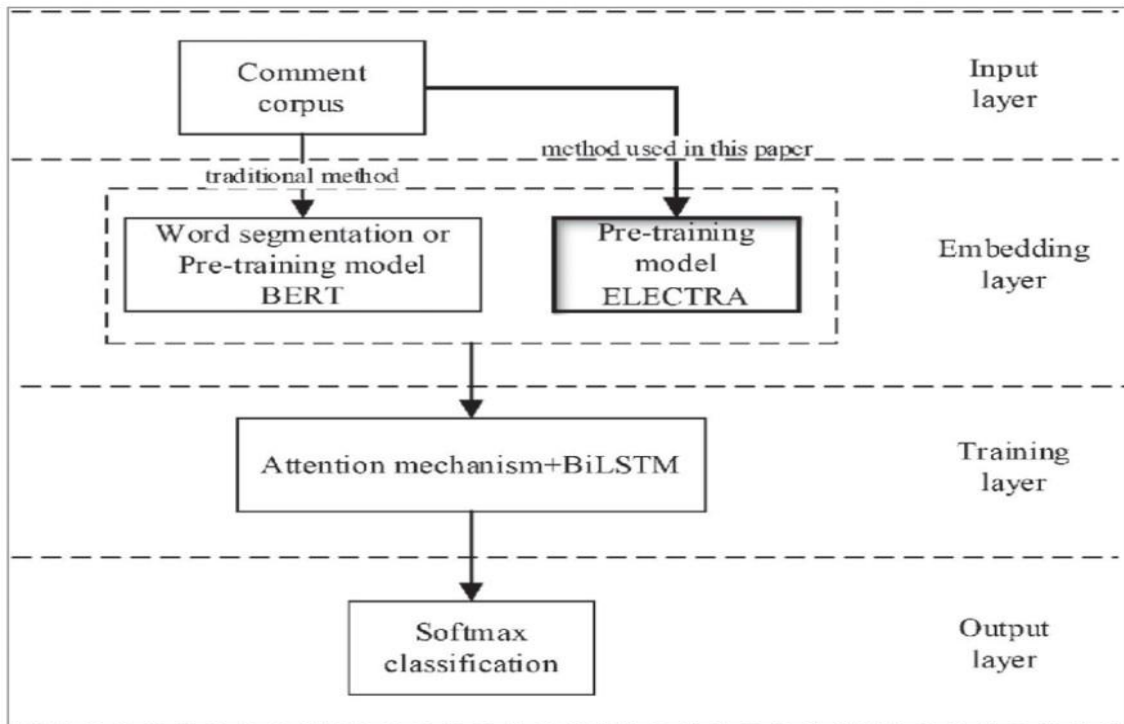 Comment
corpus
Input
layer
method used in this paper
traditional method
Word segmentation or
Pre-training model
BERT
Pre-training
model
ELECTRA
Embedding
layer
Attention mechanism+BiLSTM
Training
layer
Softmax
classification
Output
layer